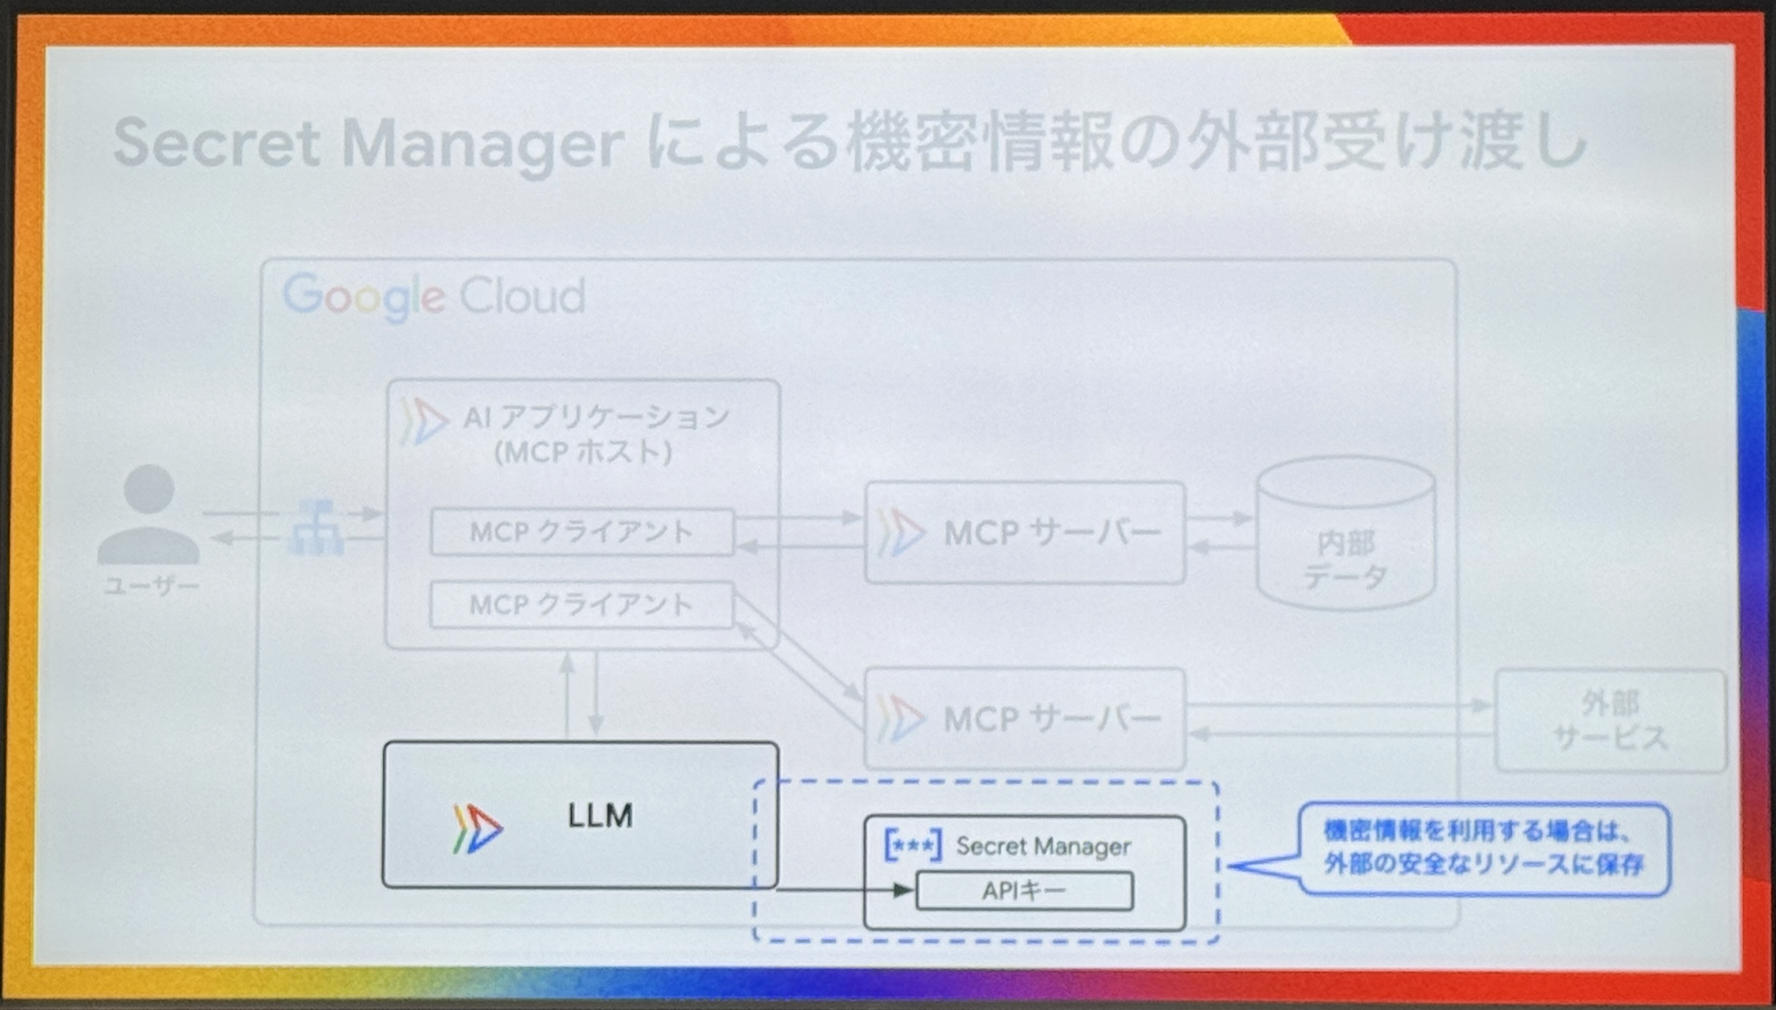 Secret Manager による機密情報の外部受け渡し
Google Cloud
AI アプリケーション
(MCP ホスト)
MCP クライアント
MCP サーバー
内部
データ
ユーザー
MCP クライアント
MCP サーバー
外部
サービス
LLM
[***] Secret Manager
APIキー
機密情報を利用する場合は、
外部の安全なリソースに保存